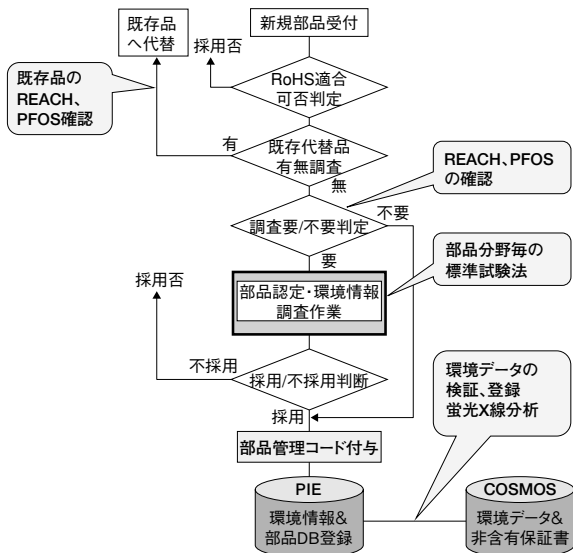 既存品
へ代替
新規部品受付
採用否
RoHS適合
可否判定
既存品の
REACH、
PFOS確認
有
既存代替品
有無調査
無
REACH、PFOS
の確認
調査要/不要判定
不要
要
部品分野毎の
標準試験法
採用否
部品認定・環境情報
調査作業
不採用
採用/不採用判断
採用
環境データの
検証、登録
蛍光X線分析
部品管理コード付与
PIE
環境情報&
部品DB登録
COSMOS
環境データ&
非含有保証書